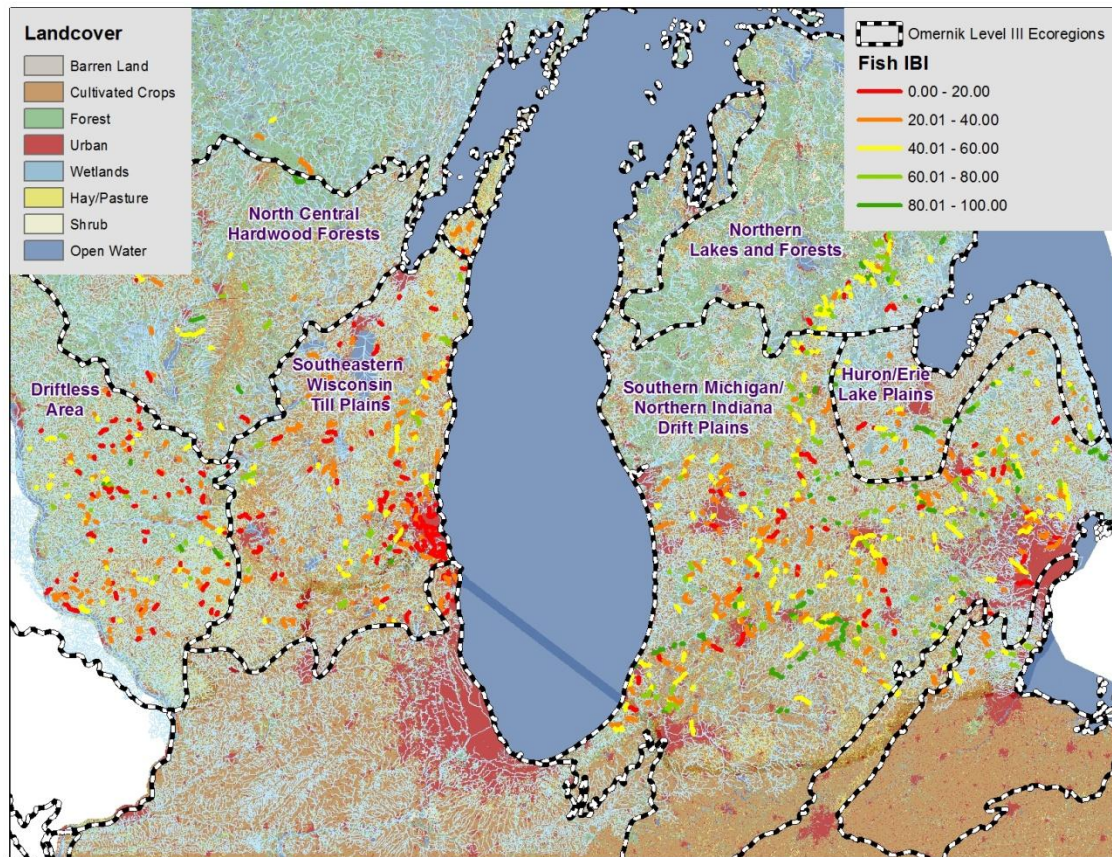 Landcover
Barren Land
Cultivated Crops
Forest
Urban
Wetlands
Hay/Pasture
Shrub
Open Water
Omernik Level III Ecoregions
Fish IBI
0.00 - 20.00
20.01 - 40.00
40.01 - 60.00
60.01 - 80.00
80.01 - 100.00
North Central
Hardwood Forests
Northern
Lakes and Forests
Driftless
Area
Southeastern
Wisconsin
Till Plains
Southern Michigan/
Northern Indiana
Drift Plains
Huron/Erie
Lake Plains